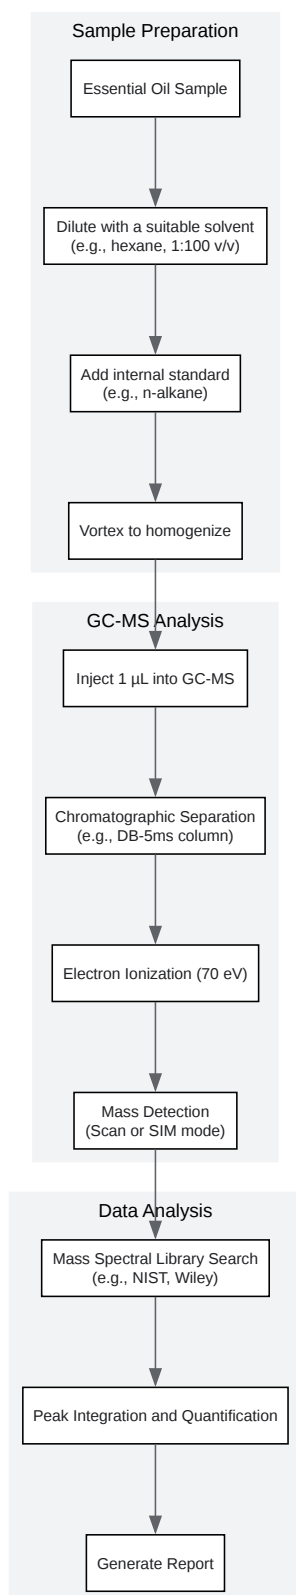 Sample Preparation
Essential Oil Sample
Dilute with a suitable solvent
(e.g., hexane, 1:100 v/v)
Add internal standard
(e.g., n-alkane)
Vortex to homogenize
GC-MS Analysis
Inject 1 µL into GC-MS
Chromatographic Separation
(e.g., DB-5ms column)
Electron Ionization (70 eV)
Mass Detection
(Scan or SIM mode)
Data Analysis
Mass Spectral Library Search
(e.g., NIST, Wiley)
Peak Integration and Quantification
Generate Report